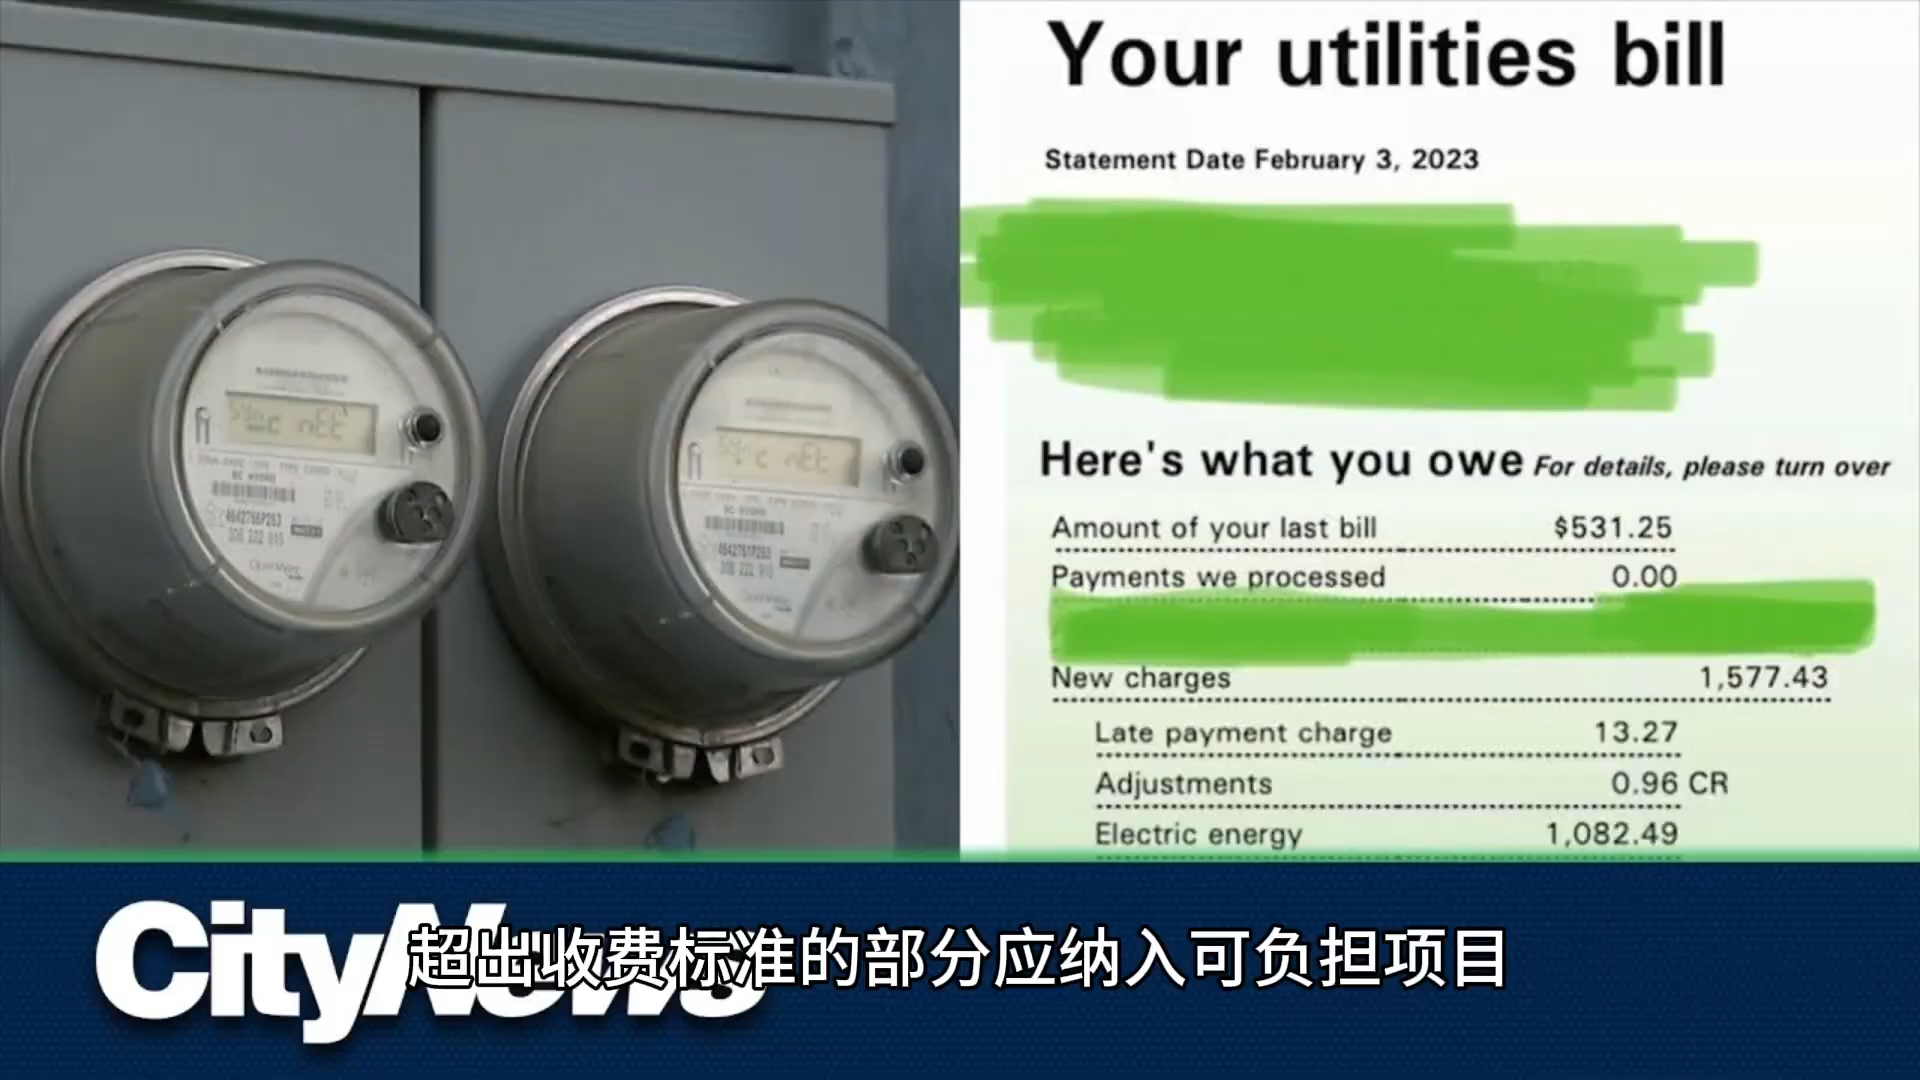 Your utilities bill
Statement Date February 3, 2023
Here's what you owe For details, please turn over
Amount of your last bill $531.25
Payments we processed 0.00
New charges 1,577.43
Late payment charge 13.27
Adjustments 0.96 CR
Electric energy 1,082.49
BC HYDRO
CityNews
超出收费标准的部分应纳入可负担项目